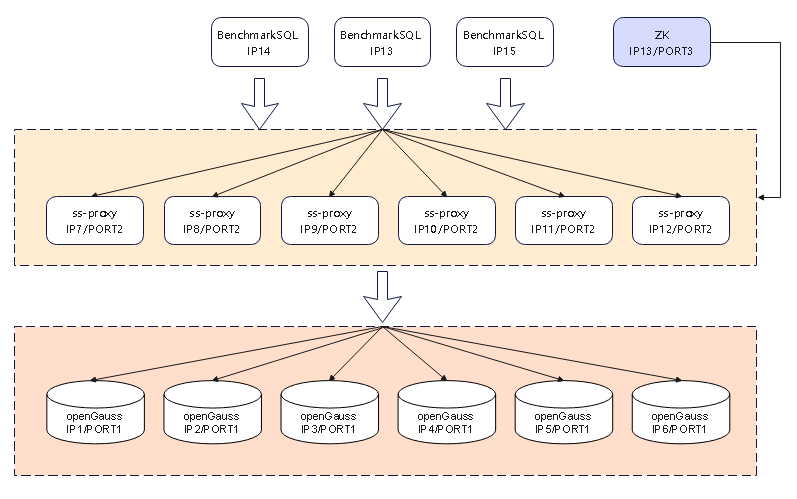 BenchmarkSQL
IP14
BenchmarkSQL
IP13
BenchmarkSQL
IP15
ZK
IP13/PORT3
ss-proxy
IP7/PORT2
ss-proxy
IP8/PORT2
ss-proxy
IP9/PORT2
ss-proxy
IP10/PORT2
ss-proxy
IP11/PORT2
ss-proxy
IP12/PORT2
openGauss
IP1/PORT1
openGauss
IP2/PORT1
openGauss
IP3/PORT1
openGauss
IP4/PORT1
openGauss
IP5/PORT1
openGauss
IP6/PORT1